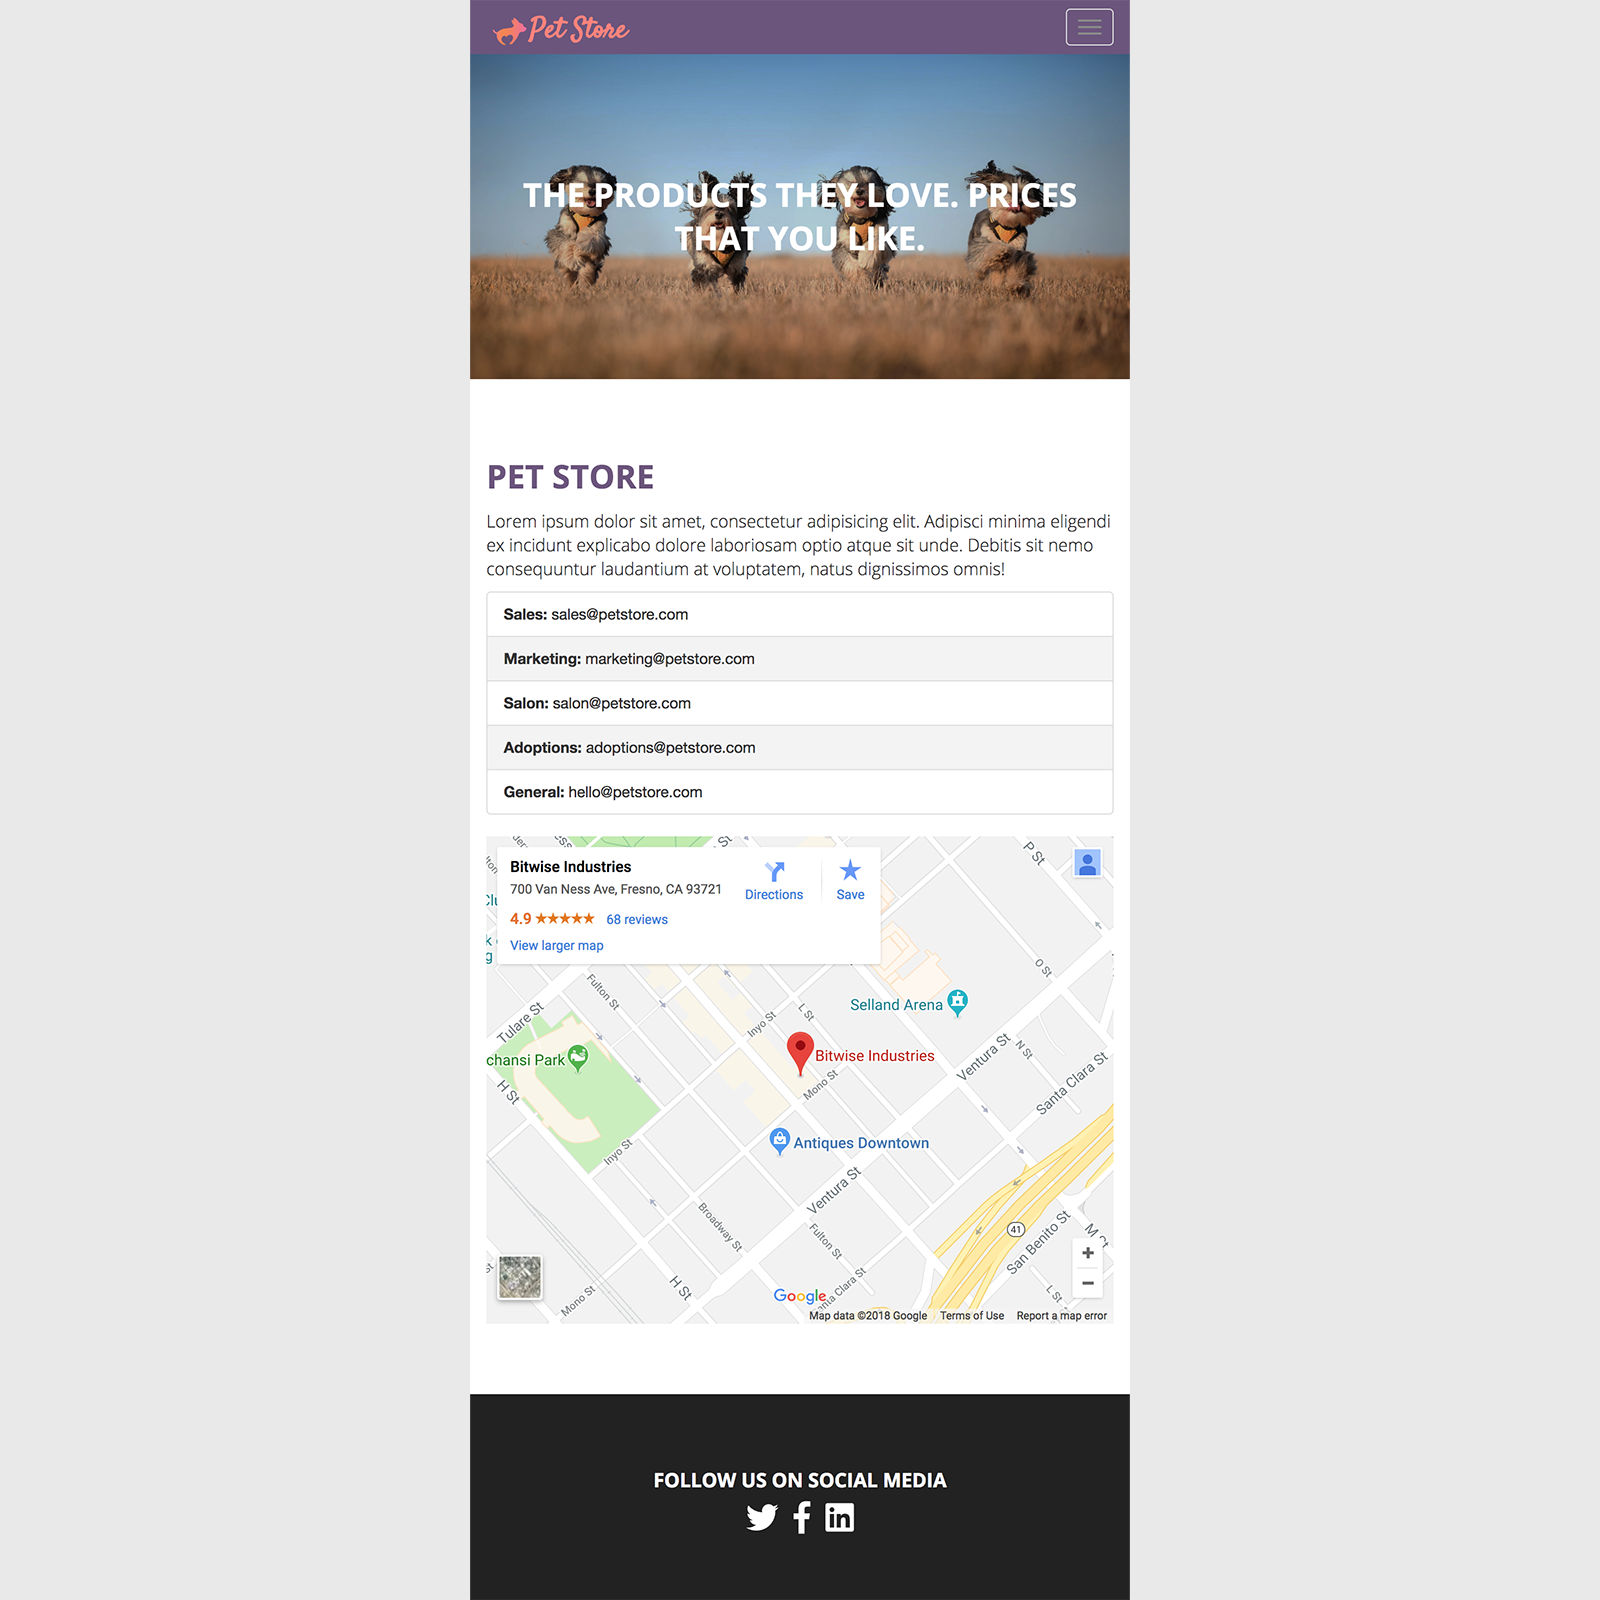 Pet Store
THE PRODUCTS THEY LOVE. PRICES
THAT YOU LIKE.
PET STORE
Lorem ipsum dolor sit amet, consectetur adipisicing elit. Adipisci minima eligendi
ex incidunt explicabo dolore laboriosam optio atque sit unde. Debitis sit nemo
consequuntur laudantium at voluptatem, natus dignissimos omnis!
Sales: sales@petstore.com
Marketing: marketing@petstore.com
Salon: salon@petstore.com
Adoptions: adoptions@petstore.com
General: hello@petstore.com
Bitwise Industries
700 Van Ness Ave, Fresno, CA 93721
4.9
68 reviews
View larger map
Directions
Save
P St
O St
Fulton St
L St
Inyo St
Selland Arena
Tulare St
chansi Park
Bitwise Industries
Ventura St
N St
Santa Clara St
H St
Mono St
Antiques Downtown
Inyo St
Ventura St
Broadway St
Fulton St
41
San Benito St
H St
Mono St
L St
Google
Map data ©2018 Google
Terms of Use
Report a map error
FOLLOW US ON SOCIAL MEDIA
in